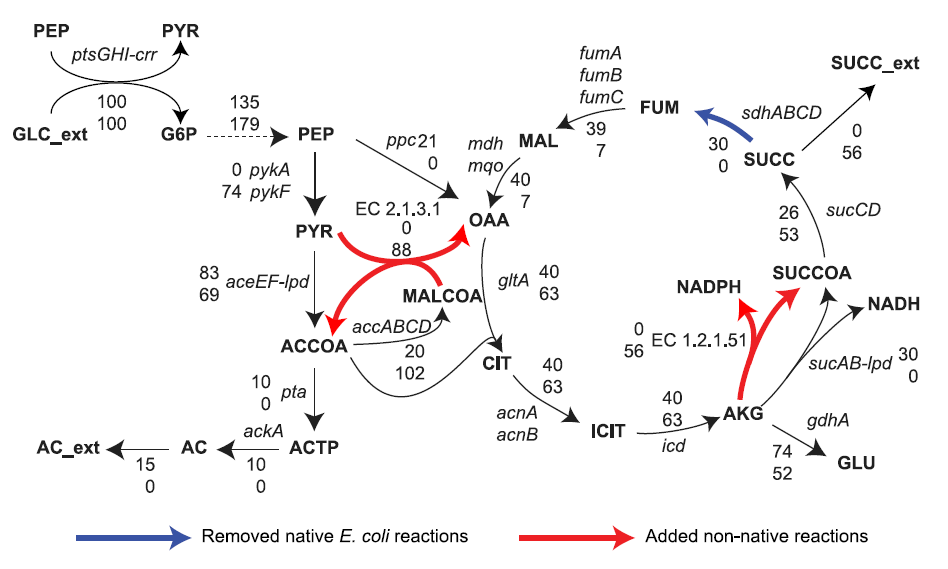 PEP
PYR
ptsGHI-crr
100
100
GLC_ext
G6P
135
179
PEP
0 pykA
74 pykF
ppc 21
0
PYR
EC 2.1.3.1
0
88
OAA
mdh
mqo
40
7
MAL
fumA
fumB
fumC
39
7
FUM
30
0
sdhABCD
SUCC
SUCC_ext
0
56
26
53
sucCD
SUCCOA
NADPH
NADH
0
56
EC 1.2.1.51
sucAB-lpd
30
0
83
69
aceEF-lpd
MALCOA
accABCD
20
102
ACCOA
gltA
40
63
CIT
40
63
acnA
acnB
ICIT
40
63
icd
AKG
gdhA
74
52
GLU
10
0
pta
ACTP
ackA
10
0
AC
15
0
AC_ext
Removed native E. coli reactions
Added non-native reactions